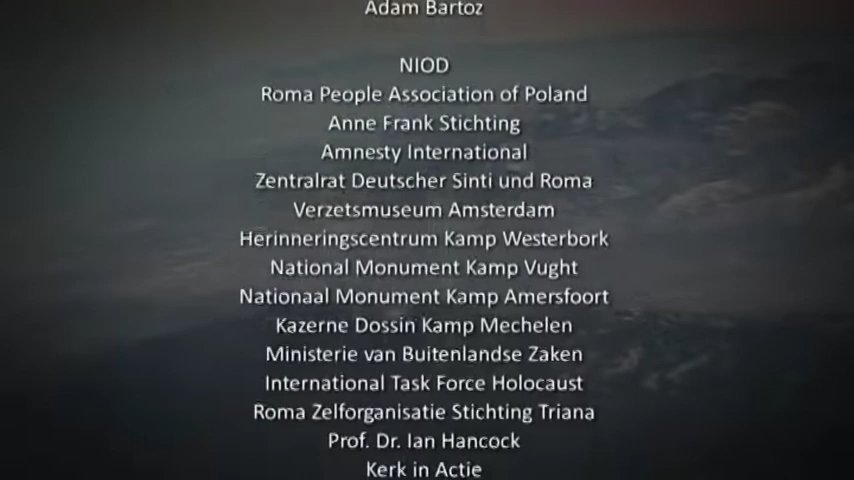 Adam Bartoz
NIOD
Roma People Association of Poland
Anne Frank Stichting
Amnesty International
Zentralrat Deutscher Sinti und Roma
Verzetsmuseum Amsterdam
Herinneringscentrum Kamp Westerbork
National Monument Kamp Vught
Nationaal Monument Kamp Amersfoort
Kazerne Dossin Kamp Mechelen
Ministerie van Buitenlandse Zaken
International Task Force Holocaust
Roma Zelforganisatie Stichting Triana
Prof. Dr. Ian Hancock
Kerk in Actie